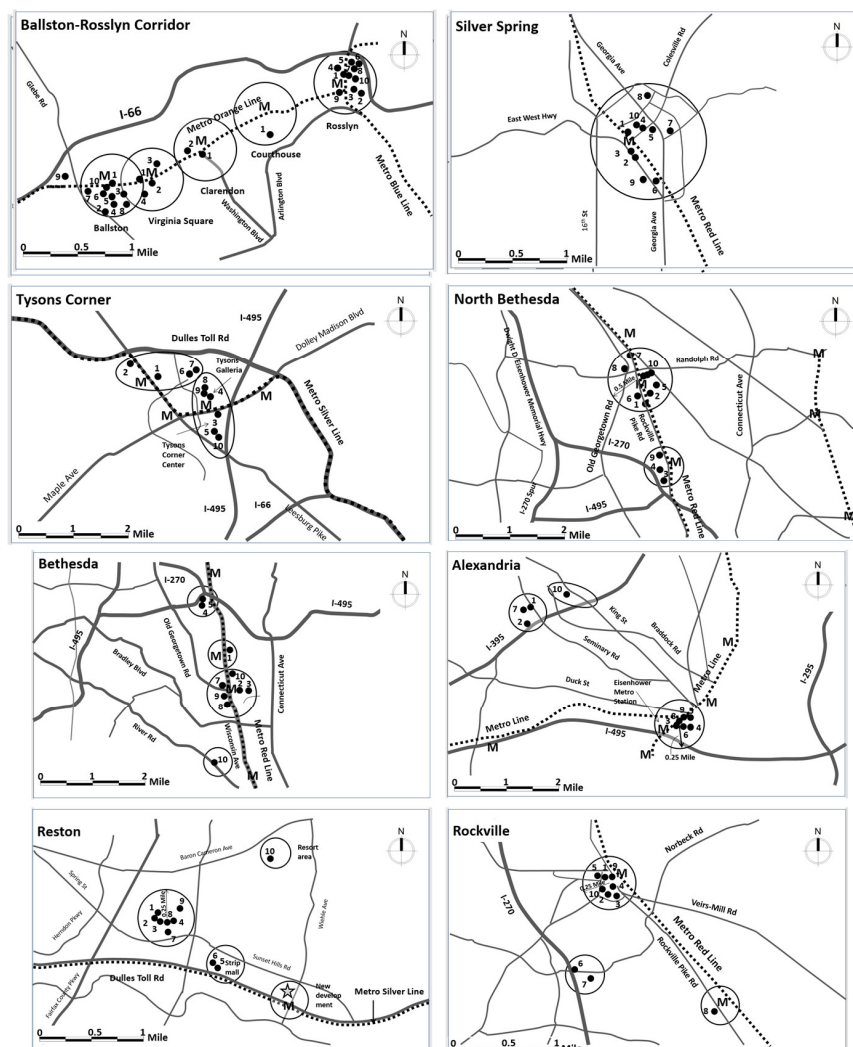 Ballston-Rosslyn Corridor
N
Glebe Rd
I-66
Metro Orange Line
M
Rosslyn
Courthouse
Clarendon
Virginia Square
Ballston
Washington Blvd
Arlington Blvd
Metro Blue Line
0 0.5 1
Mile
Silver Spring
N
Georgia Ave
Colesville Rd
East West Hwy
M
16th St
Georgia Ave
Metro Red Line
0 1 2
Mile
Tysons Corner
N
I-495
Dulles Toll Rd
Dolley Madison Blvd
Tysons
Galleria
M
Metro Silver Line
Tysons
Corner
Center
Maple Ave
I-495
I-66
Leesburg Pike
0 1 2
Mile
North Bethesda
N
M
Randolph Rd
Dwight D. Eisenhower Memorial Hwy
0.5 Mile
Old Georgetown Rd
Rockville
Pike Rd
Connecticut Ave
I-270
I-270 Spur
I-495
Metro Red Line
0 1 2
Mile
Bethesda
N
I-270
M
I-495
I-495
Old Georgetown Rd
Bradley Blvd
River Rd
Wisconsin Ave
Metro Red Line
Connecticut Ave
0 1 2
Mile
Alexandria
N
I-395
King St
Braddock Rd
Seminary Rd
Duck St
Eisenhower
Metro
Station
Metro Line
Metro Line
M
I-495
I-295
0.25 Mile
0 1 2
Mile
Reston
N
Baron Cameron Ave
Resort
area
Spring St
Herndon Pkwy
0.25 Mile
Wiehle Ave
Sunset Hills Rd
Strip
mall
Dulles Toll Rd
Fairfax County Pkwy
New
develop
ment
M
Metro Silver Line
0 0.5 1
Mile
Rockville
N
Norbeck Rd
M
0.25 Mile
I-270
Veirs-Mill Rd
Metro Red Line
Rockville Pike Rd
M
0 0.5 1
Mile